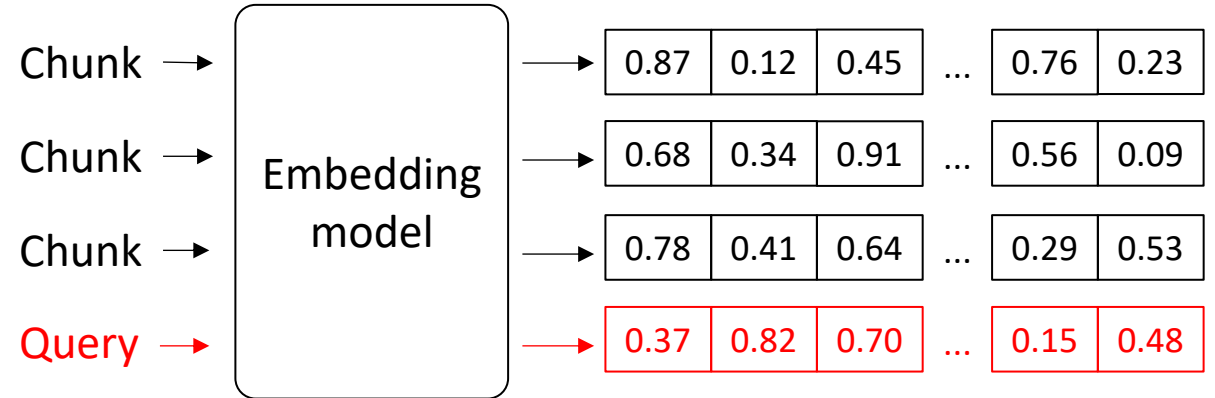 Chunk 0.87 0.12 0.45 ... 0.76 0.23
Chunk 0.68 0.34 0.91 ... 0.56 0.09
Embedding
model
Chunk 0.78 0.41 0.64 ... 0.29 0.53
Query 0.37 0.82 0.70 ... 0.15 0.48